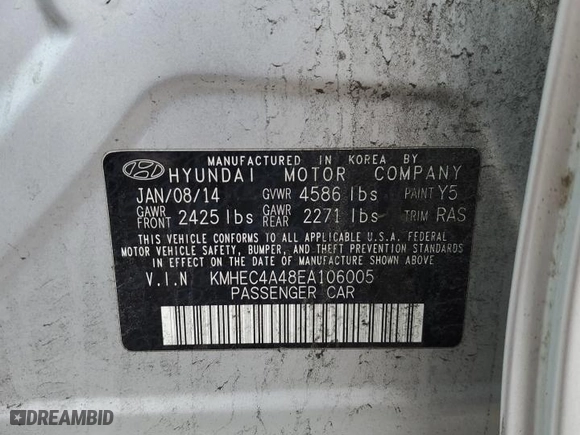 MANUFACTURED IN KOREA BY
HYUNDAI MOTOR COMPANY
JAN/08/14 GVWR 4586 lbs PAINT Y5
GAWR FRONT 2425 lbs GAWR REAR 2271 lbs TRIM RAS
THIS VEHICLE CONFORMS TO ALL APPLICABLE U.S.A. FEDERAL
MOTOR VEHICLE SAFETY, BUMPER, AND THEFT PREVENTION STANDARDS
IN EFFECT ON THE DATE OF MANUFACTURE SHOWN ABOVE.
V.I.N KMHEC4A48EA106005
PASSENGER CAR
DREAMBID